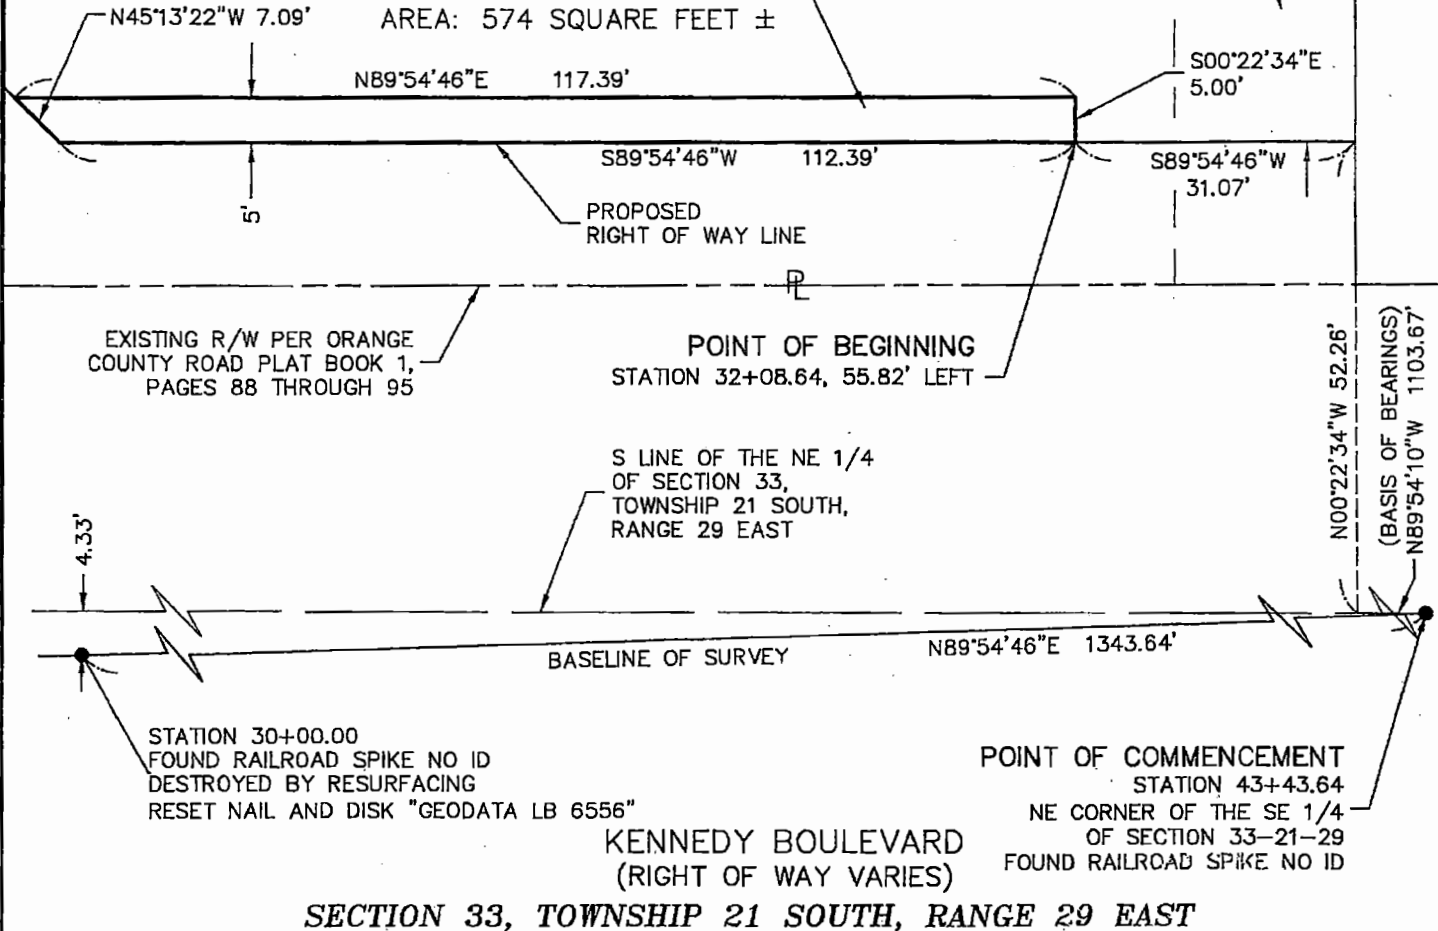 N45°13'22"W 7.09'
AREA: 574 SQUARE FEET ±
S00°22'34"E
5.00'
N89°54'46"E 117.39'
S89°54'46"W 112.39'
S89°54'46"W
31.07'
5'
PROPOSED
RIGHT OF WAY LINE
PL
EXISTING R/W PER ORANGE
COUNTY ROAD PLAT BOOK 1,
PAGES 88 THROUGH 95
POINT OF BEGINNING
STATION 32+08.64, 55.82' LEFT
N00°22'34"W 52.26'
(BASIS OF BEARINGS)
N89°54'10"W 1103.67'
S LINE OF THE NE 1/4
OF SECTION 33,
TOWNSHIP 21 SOUTH,
RANGE 29 EAST
4.33'
BASELINE OF SURVEY
N89°54'46"E 1343.64'
STATION 30+00.00
FOUND RAILROAD SPIKE NO ID
DESTROYED BY RESURFACING
RESET NAIL AND DISK "GEODATA LB 6556"
POINT OF COMMENCEMENT
STATION 43+43.64
NE CORNER OF THE SE 1/4
OF SECTION 33-21-29
FOUND RAILROAD SPIKE NO ID
KENNEDY BOULEVARD
(RIGHT OF WAY VARIES)
SECTION 33, TOWNSHIP 21 SOUTH, RANGE 29 EAST